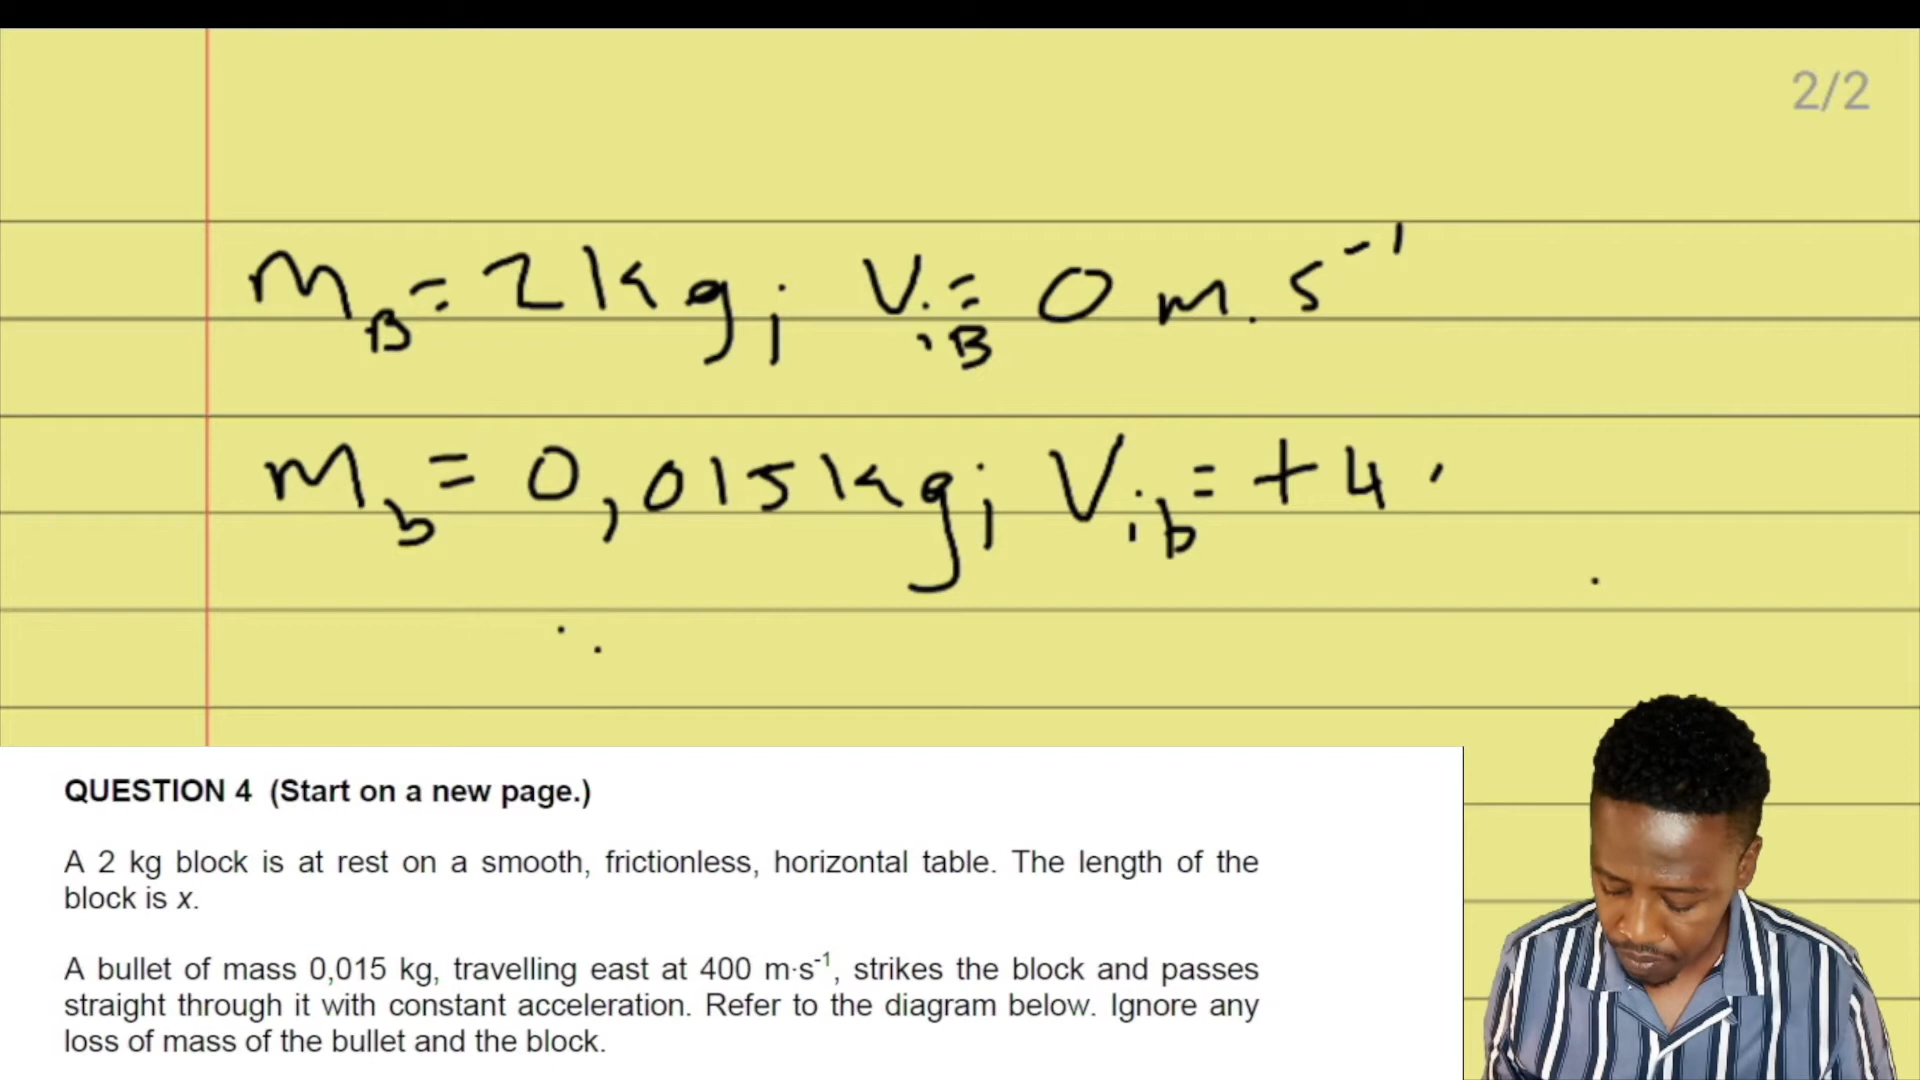 2/2
m_B = 2kg; V_iB = 0 m.s⁻¹
m_b = 0,015kg; V_ib = +4
QUESTION 4 (Start on a new page.)
A 2 kg block is at rest on a smooth, frictionless, horizontal table. The length of the
block is x.
A bullet of mass 0,015 kg, travelling east at 400 m·s⁻¹, strikes the block and passes
straight through it with constant acceleration. Refer to the diagram below. Ignore any
loss of mass of the bullet and the block.